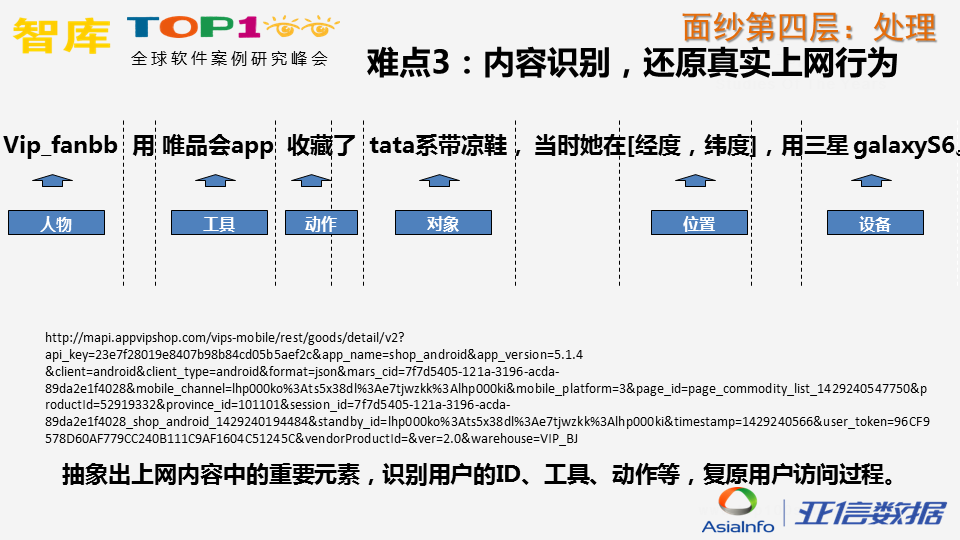 智库 TOP1
全球软件案例研究峰会
面纱第四层：处理
难点3：内容识别，还原真实上网行为
Vip_fanbb 用 唯品会app 收藏了 tata系带凉鞋，当时她在[经度，纬度]，用三星 galaxyS6。
人物 工具 动作 对象 位置 设备
http://mapi.appvipshop.com/vips-mobile/rest/goods/detail/v2?
api_key=23e7f28019e8407b98b84cd05b5aef2c&app_name=shop_android&app_version=5.1.4
&client=android&client_type=android&format=json&mars_cid=7f7d5405-121a-3196-acda-
89da2e1f4028&mobile_channel=lhp000ko%3Ats5x38dl%3Ae7tjwzkk%3Alhp000ki&mobile_platform=3&page_id=page_commodity_list_1429240547750&p
roductId=52919332&province_id=101101&session_id=7f7d5405-121a-3196-acda-
89da2e1f4028_shop_android_1429240194484&standby_id=lhp000ko%3Ats5x38dl%3Ae7tjwzkk%3Alhp000ki&timestamp=1429240566&user_token=96CF9
578D60AF779CC240B111C9AF1604C51245C&vendorProductId=&ver=2.0&warehouse=VIP_BJ
抽象出上网内容中的重要元素，识别用户的ID、工具、动作等，复原用户访问过程。
AsiaInfo 亚信数据